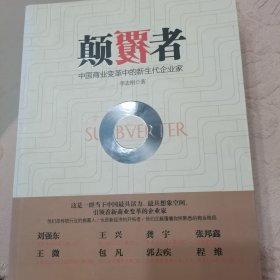 颠覆者
中国商业变革中的新生代企业家
李志刚 著
SUBVERTER
这是一群当下中国最具活力、最具想象空间、
引领着新商业变革的企业家
刘强东 王兴 龚宇 张邦鑫
王微 包凡 郭去疾 程维